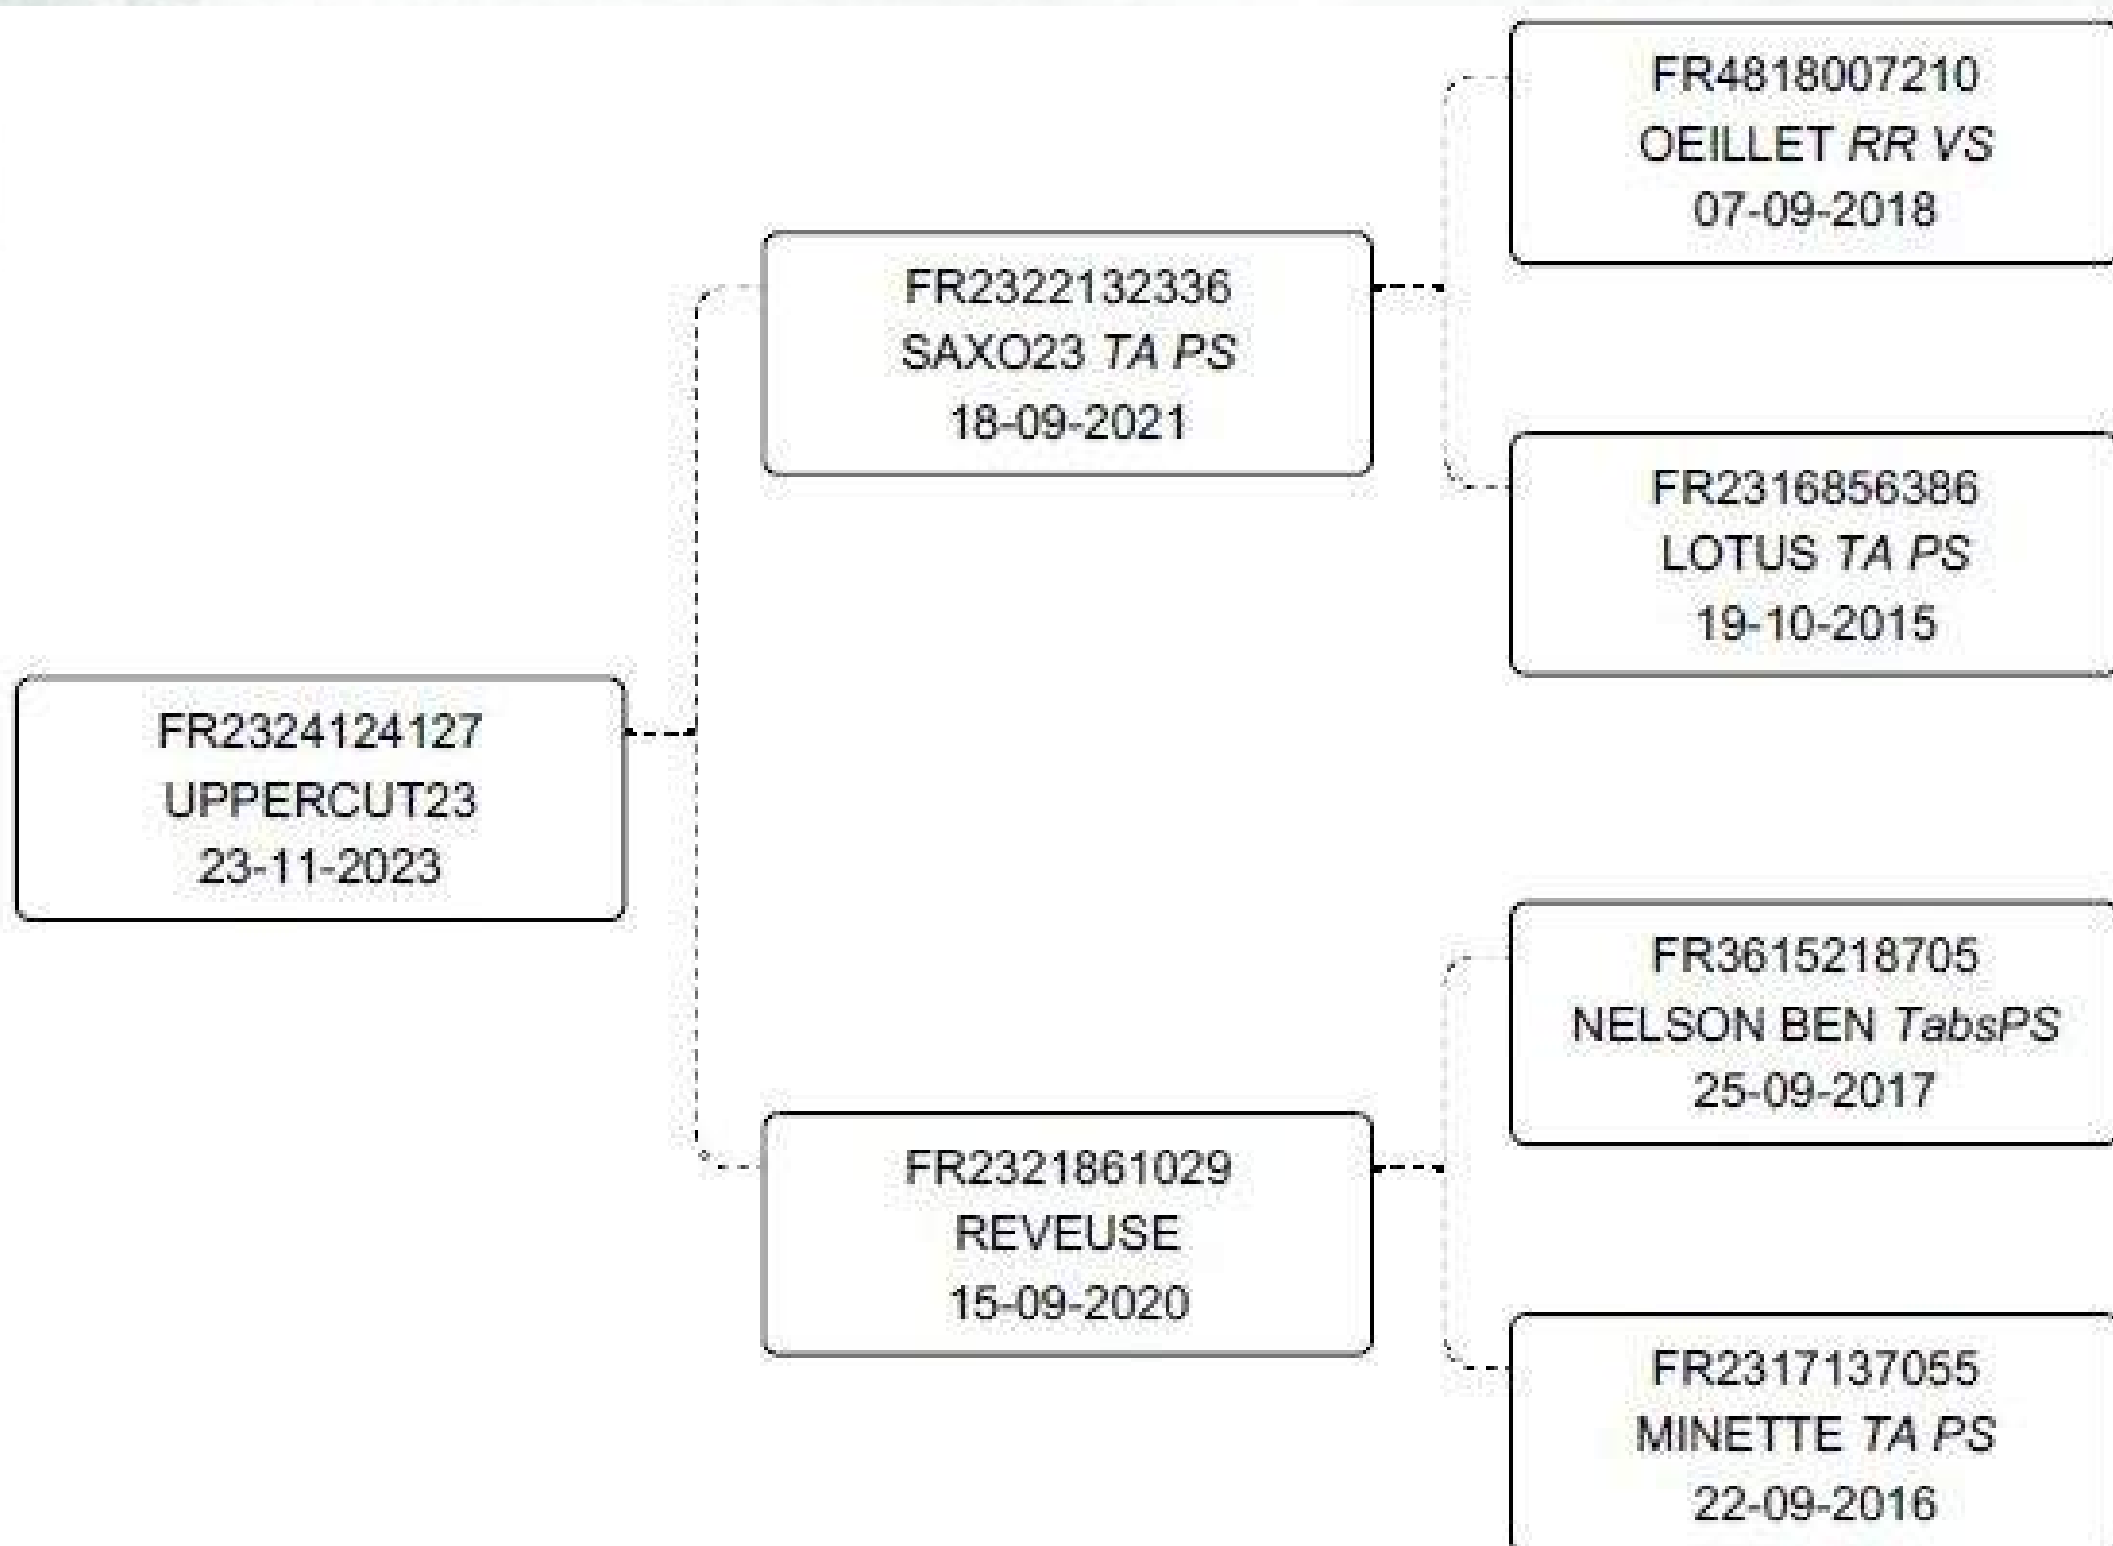 FR4818007210
OEILLET RR VS
07-09-2018
FR2322132336
SAXO23 TA PS
18-09-2021
FR2316856386
LOTUS TA PS
19-10-2015
FR2324124127
UPPERCUT23
23-11-2023
FR3615218705
NELSON BEN TabsPS
25-09-2017
FR2321861029
REVEUSE
15-09-2020
FR2317137055
MINETTE TA PS
22-09-2016